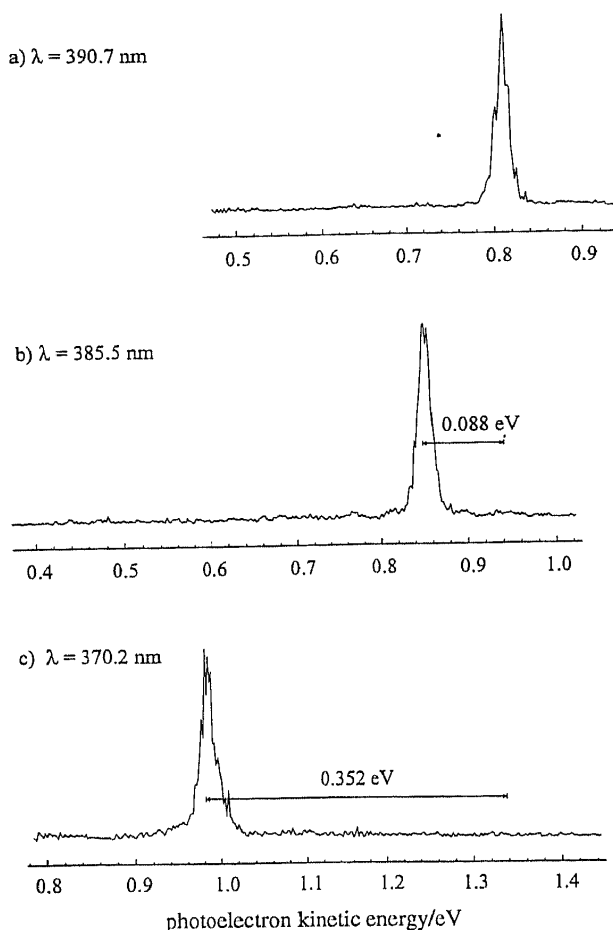 a) λ = 390.7 nm
0.5 0.6 0.7 0.8 0.9
b) λ = 385.5 nm
0.088 eV
0.4 0.5 0.6 0.7 0.8 0.9 1.0
c) λ = 370.2 nm
0.352 eV
0.8 0.9 1.0 1.1 1.2 1.3 1.4
photoelectron kinetic energy/eV